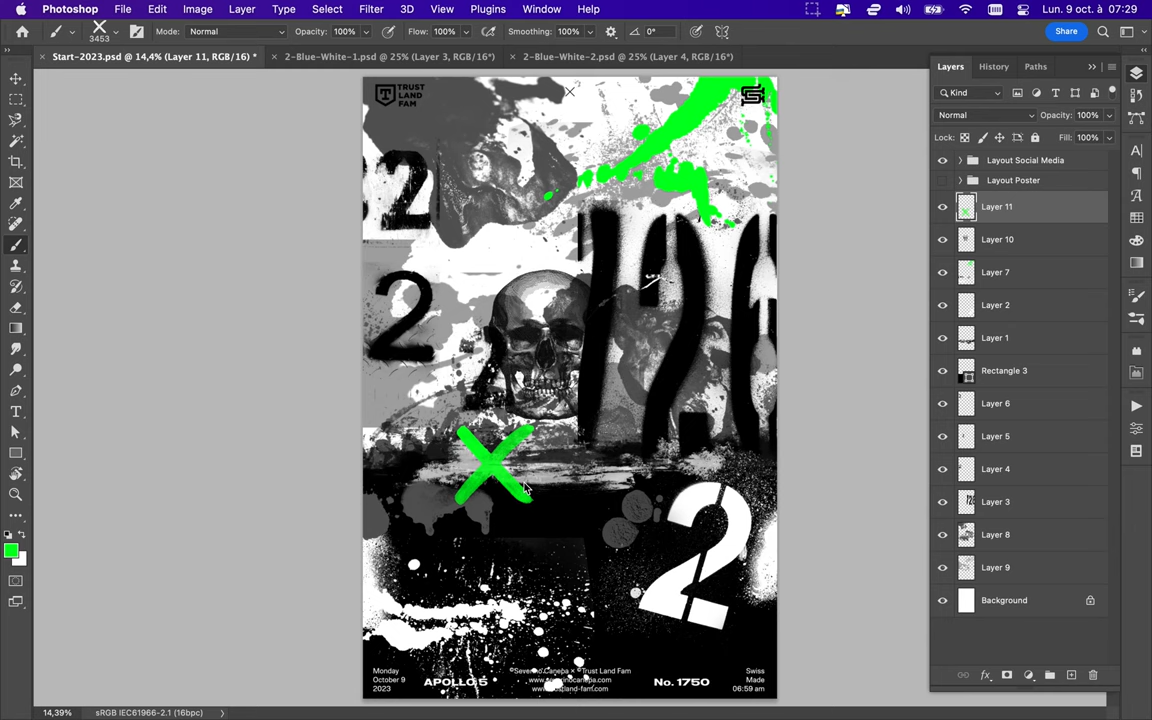 Photoshop File Edit Image Layer Type Select Filter 3D View Plugins Window Help Lun. 9 oct. à 07:29
3453 Mode: Normal Opacity: 100% Flow: 100% Smoothing: 100% 0° Share
× Start-2023.psd @ 14,4% (Layer 11, RGB/16) * × 2-Blue-White-1.psd @ 25% (Layer 3, RGB/16*) × 2-Blue-White-2.psd @ 25% (Layer 4, RGB/16*)
Layers History Paths
Kind
Normal Opacity: 100%
Lock: Fill: 100%
Layout Social Media
Layout Poster
Layer 11
Layer 10
Layer 7
Layer 2
Layer 1
Rectangle 3
Layer 6
Layer 5
Layer 4
Layer 3
Layer 8
Layer 9
Background
TRUST
LAND
FAM
2
2
2
Monday
October 9
2023
APOLLO 5
Canepa × Trust Land Fam
No. 1750
Swiss
Made
06:59 am
14,39% sRGB IEC61966-2.1 (16bpc)